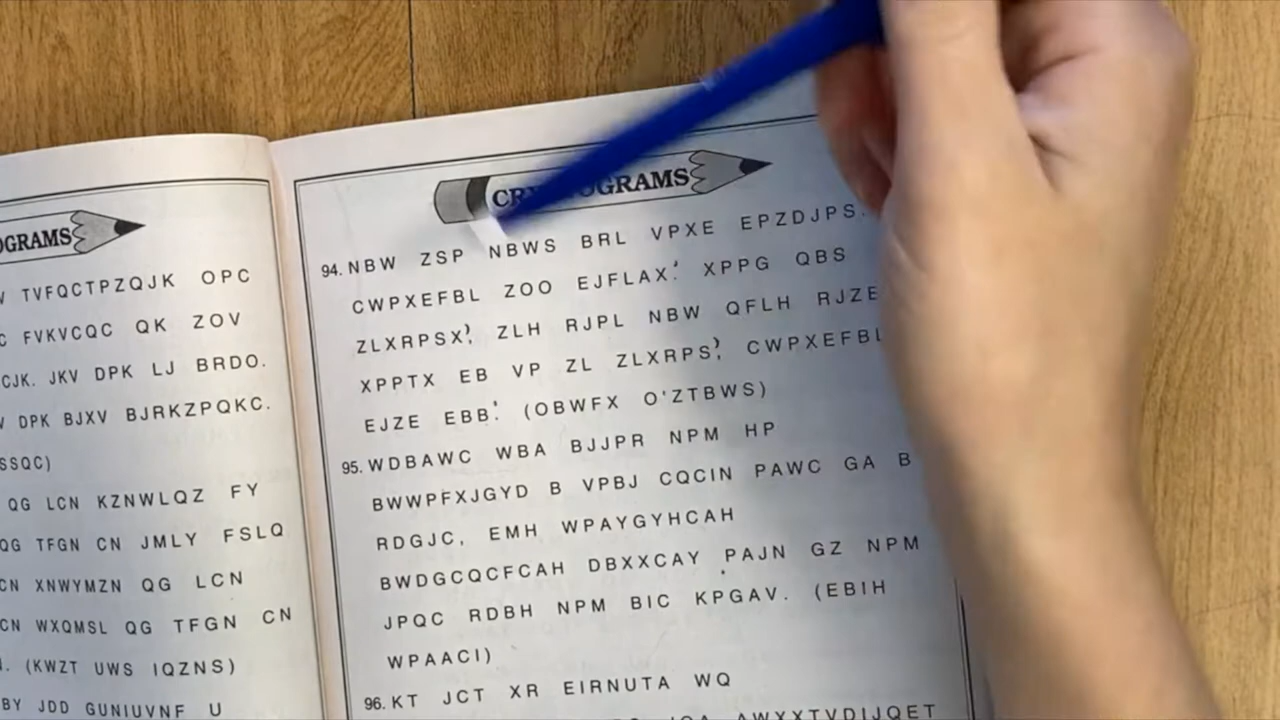 OGRAMS
TVFQCTPZQJK OPC
FVKVCQC QK ZOV
CJK. JKV DPK LJ BRDO.
DPK BJXV BJRKZPQKC.
SSQC)
QG LCN KZNWLQZ FY
QG TFGN CN JMLY FSLQ
CN XNWYMZN QG LCN
CN WXQMSL QG TFGN CN
(KWZT UWS IQZNS)
BY JDD GUNIUVNF U
94. NBW ZSP NBWS BRL VPXE EPZDJPS.
CWPXEFBL ZOO EJFLAX.' XPPG QBS
ZLXRPSX,' ZLH RJPL NBW QFLH RJZE
XPPTX EB VP ZL ZLXRPS,' CWPXEFBL
EJZE EBB.' (OBWFX O'ZTBWS)
95. WDBAWC WBA BJJPR NPM HP
BWWPFXJGYD B VPBJ CQCIN PAWC GA B
RDGJC, EMH WPAYGYHCAH
BWDGCQCFCAH DBXXCAY PAJN GZ NPM
JPQC RDBH NPM BIC KPGAV. (EBIH
WPAACI)
96. KT JCT XR EIRNUTA WQ
AWXXTVDIJQET